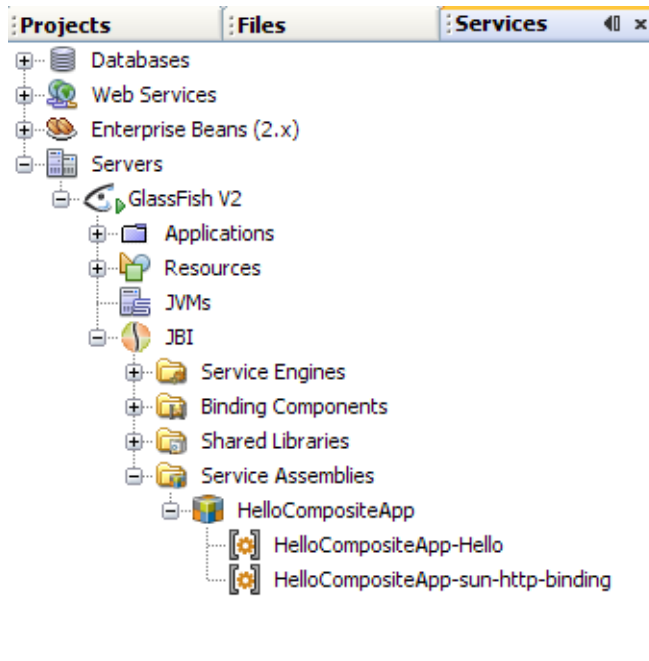 Projects Files Services
Databases
Web Services
Enterprise Beans (2.x)
Servers
GlassFish V2
Applications
Resources
JVMs
JBI
Service Engines
Binding Components
Shared Libraries
Service Assemblies
HelloCompositeApp
HelloCompositeApp-Hello
HelloCompositeApp-sun-http-binding